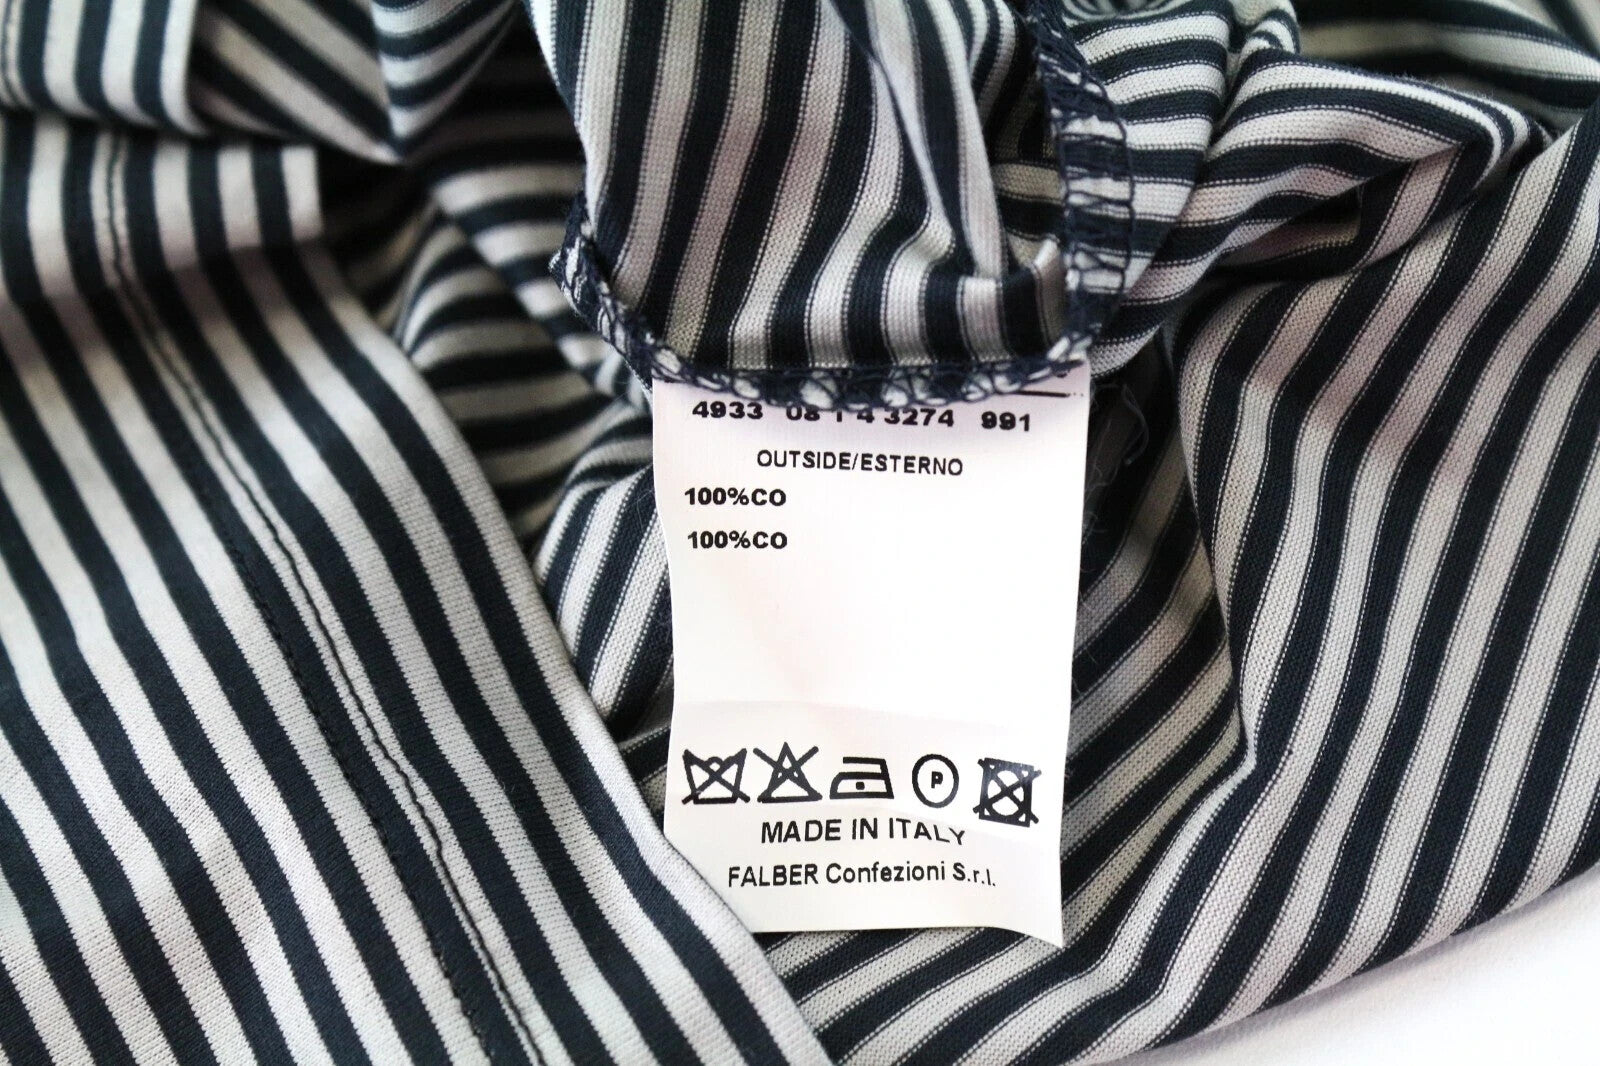 4933 08 1 4 3274 991
OUTSIDE/ESTERNO
100%CO
100%CO
P
MADE IN ITALY
FALBER Confezioni S.r.l.